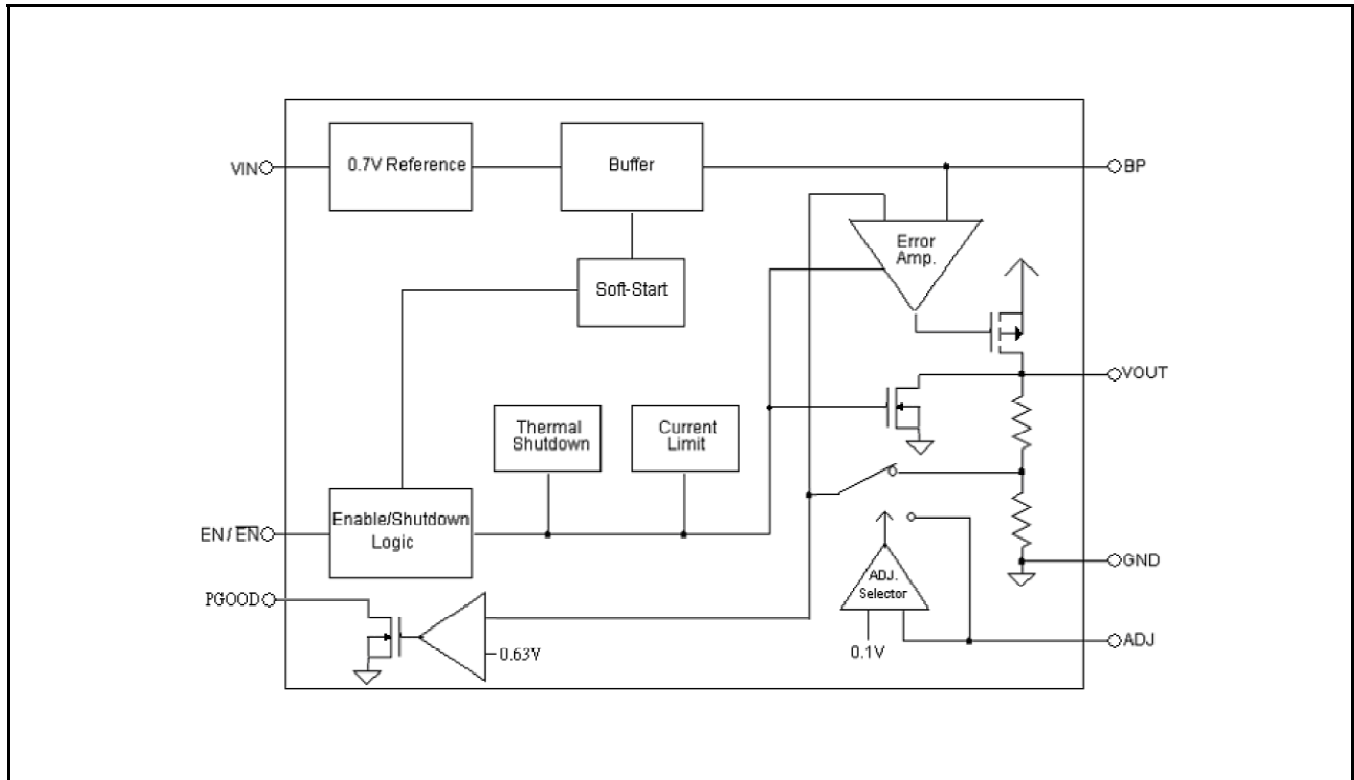 VIN
0.7V Reference
Buffer
BP
Error
Amp.
Soft-Start
VOUT
Thermal
Shutdown
Current
Limit
EN/E̅N̅
Enable/Shutdown
Logic
GND
PGOOD
ADJ.
Selector
0.63V
0.1V
ADJ